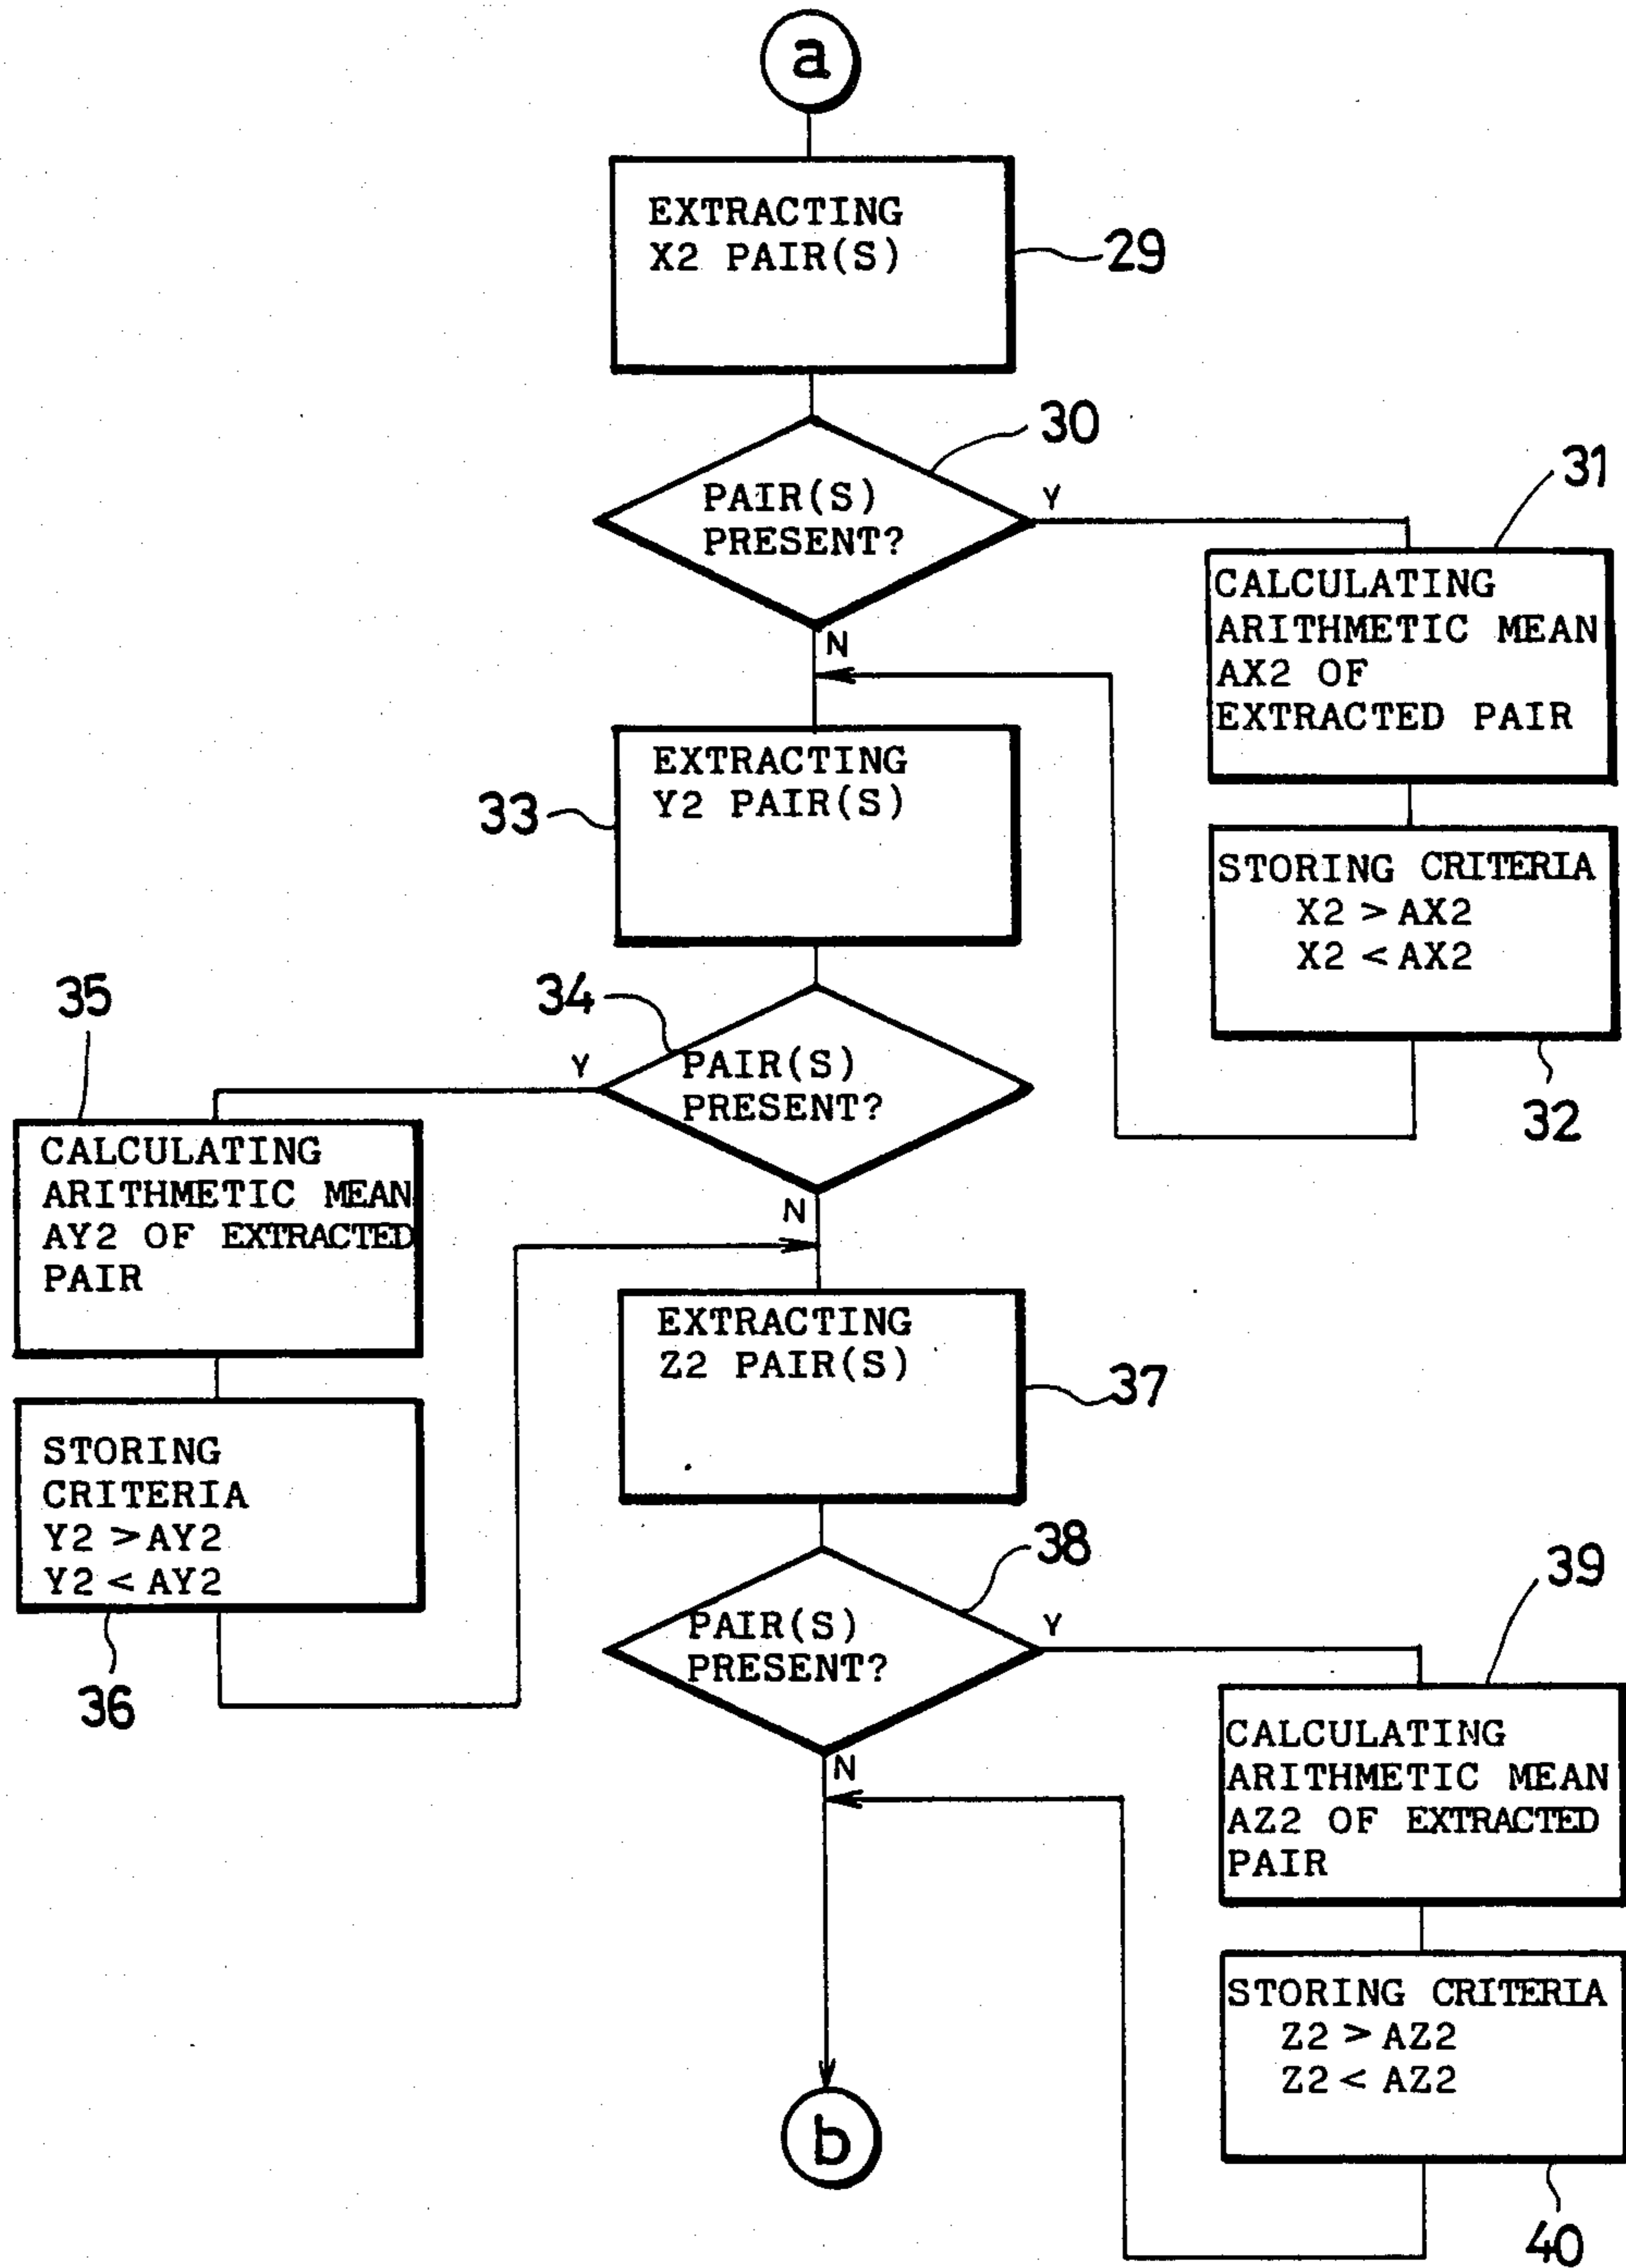 a
EXTRACTING
X2 PAIR(S)
29
30
PAIR(S)
PRESENT?
Y
N
31
CALCULATING
ARITHMETIC MEAN
AX2 OF
EXTRACTED PAIR
STORING CRITERIA
X2 > AX2
X2 < AX2
32
EXTRACTING
Y2 PAIR(S)
33
34
PAIR(S)
PRESENT?
Y
N
35
CALCULATING
ARITHMETIC MEAN
AY2 OF EXTRACTED
PAIR
STORING
CRITERIA
Y2 > AY2
Y2 < AY2
36
EXTRACTING
Z2 PAIR(S)
37
38
PAIR(S)
PRESENT?
Y
N
39
CALCULATING
ARITHMETIC MEAN
AZ2 OF EXTRACTED
PAIR
STORING CRITERIA
Z2 > AZ2
Z2 < AZ2
40
b